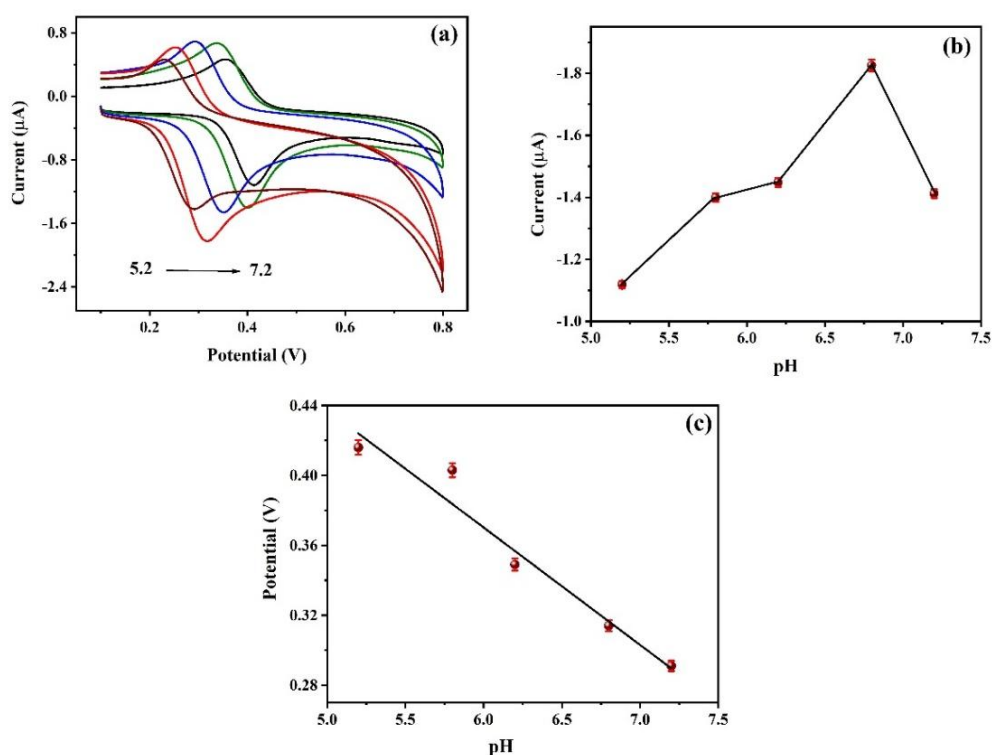 (a)
0.8
0.0
-0.8
-1.6
-2.4
Current (μA)
5.2 7.2
0.2 0.4 0.6 0.8
Potential (V)
(b)
-1.8
-1.6
-1.4
-1.2
-1.0
Current (μA)
5.0 5.5 6.0 6.5 7.0 7.5
pH
(c)
0.44
0.40
0.36
0.32
0.28
Potential (V)
5.0 5.5 6.0 6.5 7.0 7.5
pH